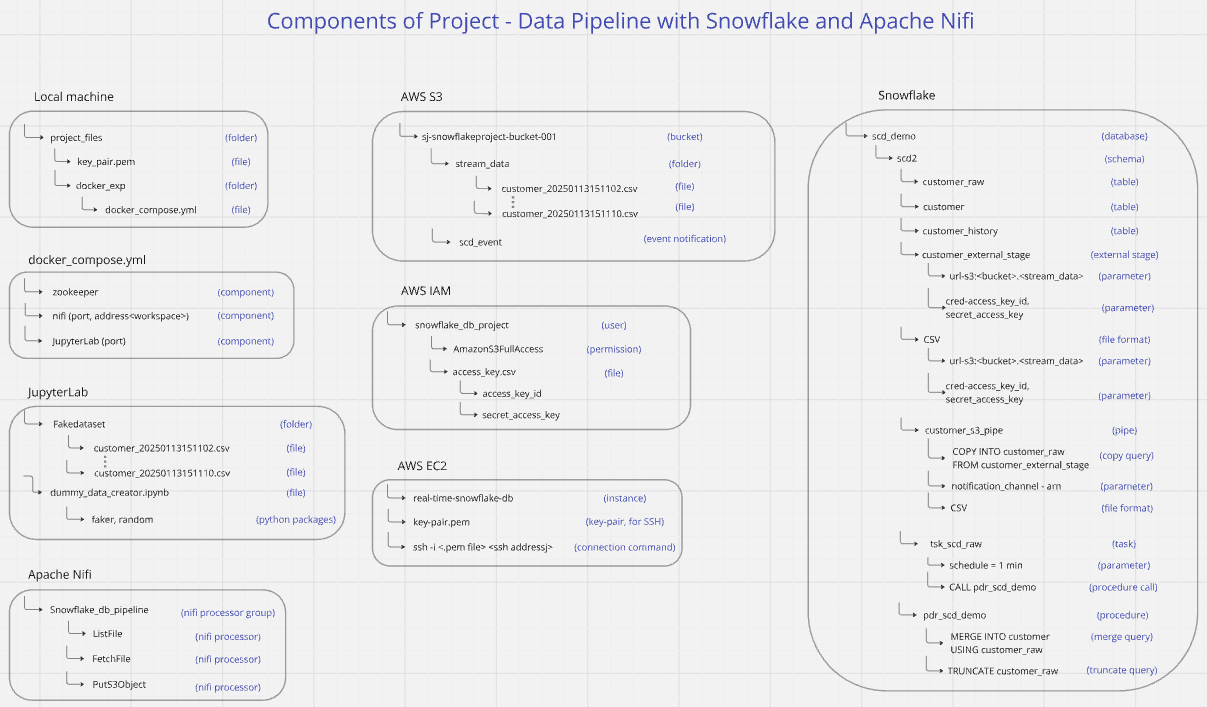 Components of Project - Data Pipeline with Snowflake and Apache Nifi
Local machine
project_files (folder)
key_pair.pem (file)
docker_exp (folder)
docker_compose.yml (file)
docker_compose.yml
zookeeper (component)
nifi (port, address<workspace>) (component)
JupyterLab (port) (component)
JupyterLab
Fakedataset (folder)
customer_20250113151102.csv (file)
customer_20250113151110.csv (file)
dummy_data_creator.ipynb (file)
faker, random (python packages)
Apache Nifi
Snowflake_db_pipeline (nifi processor group)
ListFile (nifi processor)
FetchFile (nifi processor)
PutS3Object (nifi processor)
AWS S3
sj-snowflakeproject-bucket-001 (bucket)
stream_data (folder)
customer_20250113151102.csv (file)
customer_20250113151110.csv (file)
scd_event (event notification)
AWS IAM
snowflake_db_project (user)
AmazonS3FullAccess (permission)
access_key.csv (file)
access_key_id
secret_access_key
AWS EC2
real-time-snowflake-db (instance)
key-pair.pem (key-pair, for SSH)
ssh -i <.pem file> <ssh addressj> (connection command)
Snowflake
scd_demo (database)
scd2 (schema)
customer_raw (table)
customer (table)
customer_history (table)
customer_external_stage (external stage)
url-s3:<bucket>.<stream_data> (parameter)
cred-access_key_id,
secret_access_key (parameter)
CSV (file format)
url-s3:<bucket>.<stream_data> (parameter)
cred-access_key_id,
secret_access_key (parameter)
customer_s3_pipe (pipe)
COPY INTO customer_raw (copy query)
FROM customer_external_stage
notification_channel - arn (parameter)
CSV (file format)
tsk_scd_raw (task)
schedule = 1 min (parameter)
CALL pdr_scd_demo (procedure call)
pdr_scd_demo (procedure)
MERGE INTO customer (merge query)
USING customer_raw
TRUNCATE customer_raw (truncate query)